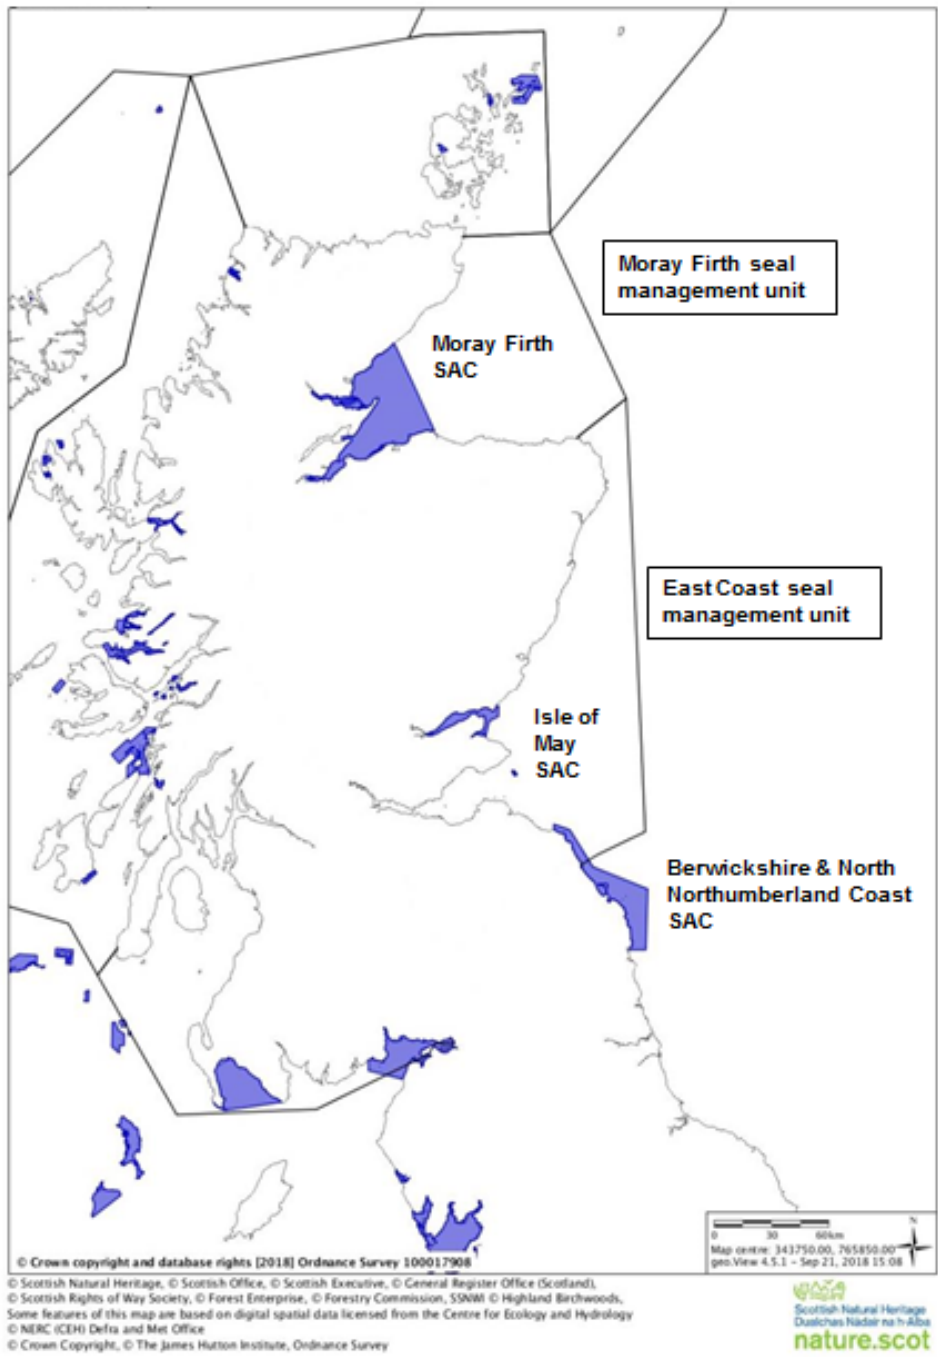 Moray Firth seal
management unit
Moray Firth
SAC
East Coast seal
management unit
Isle of
May
SAC
Berwickshire & North
Northumberland Coast
SAC
N
0 30 60km
Map centre: 343750.00, 765850.00
geo.View 4.5.1 - Sep 21, 2018 15:08
© Crown copyright and database rights [2018] Ordnance Survey 100017908
© Scottish Natural Heritage, © Scottish Office, © Scottish Executive, © General Register Office (Scotland),
© Scottish Rights of Way Society, © Forest Enterprise, © Forestry Commission, SSNWI © Highland Birchwoods,
Some features of this map are based on digital spatial data licensed from the Centre for Ecology and Hydrology
© NERC (CEH) Defra and Met Office
© Crown Copyright, © The James Hutton Institute, Ordnance Survey
Scottish Natural Heritage
Dualchas Nàdair na h-Alba
nature.scot